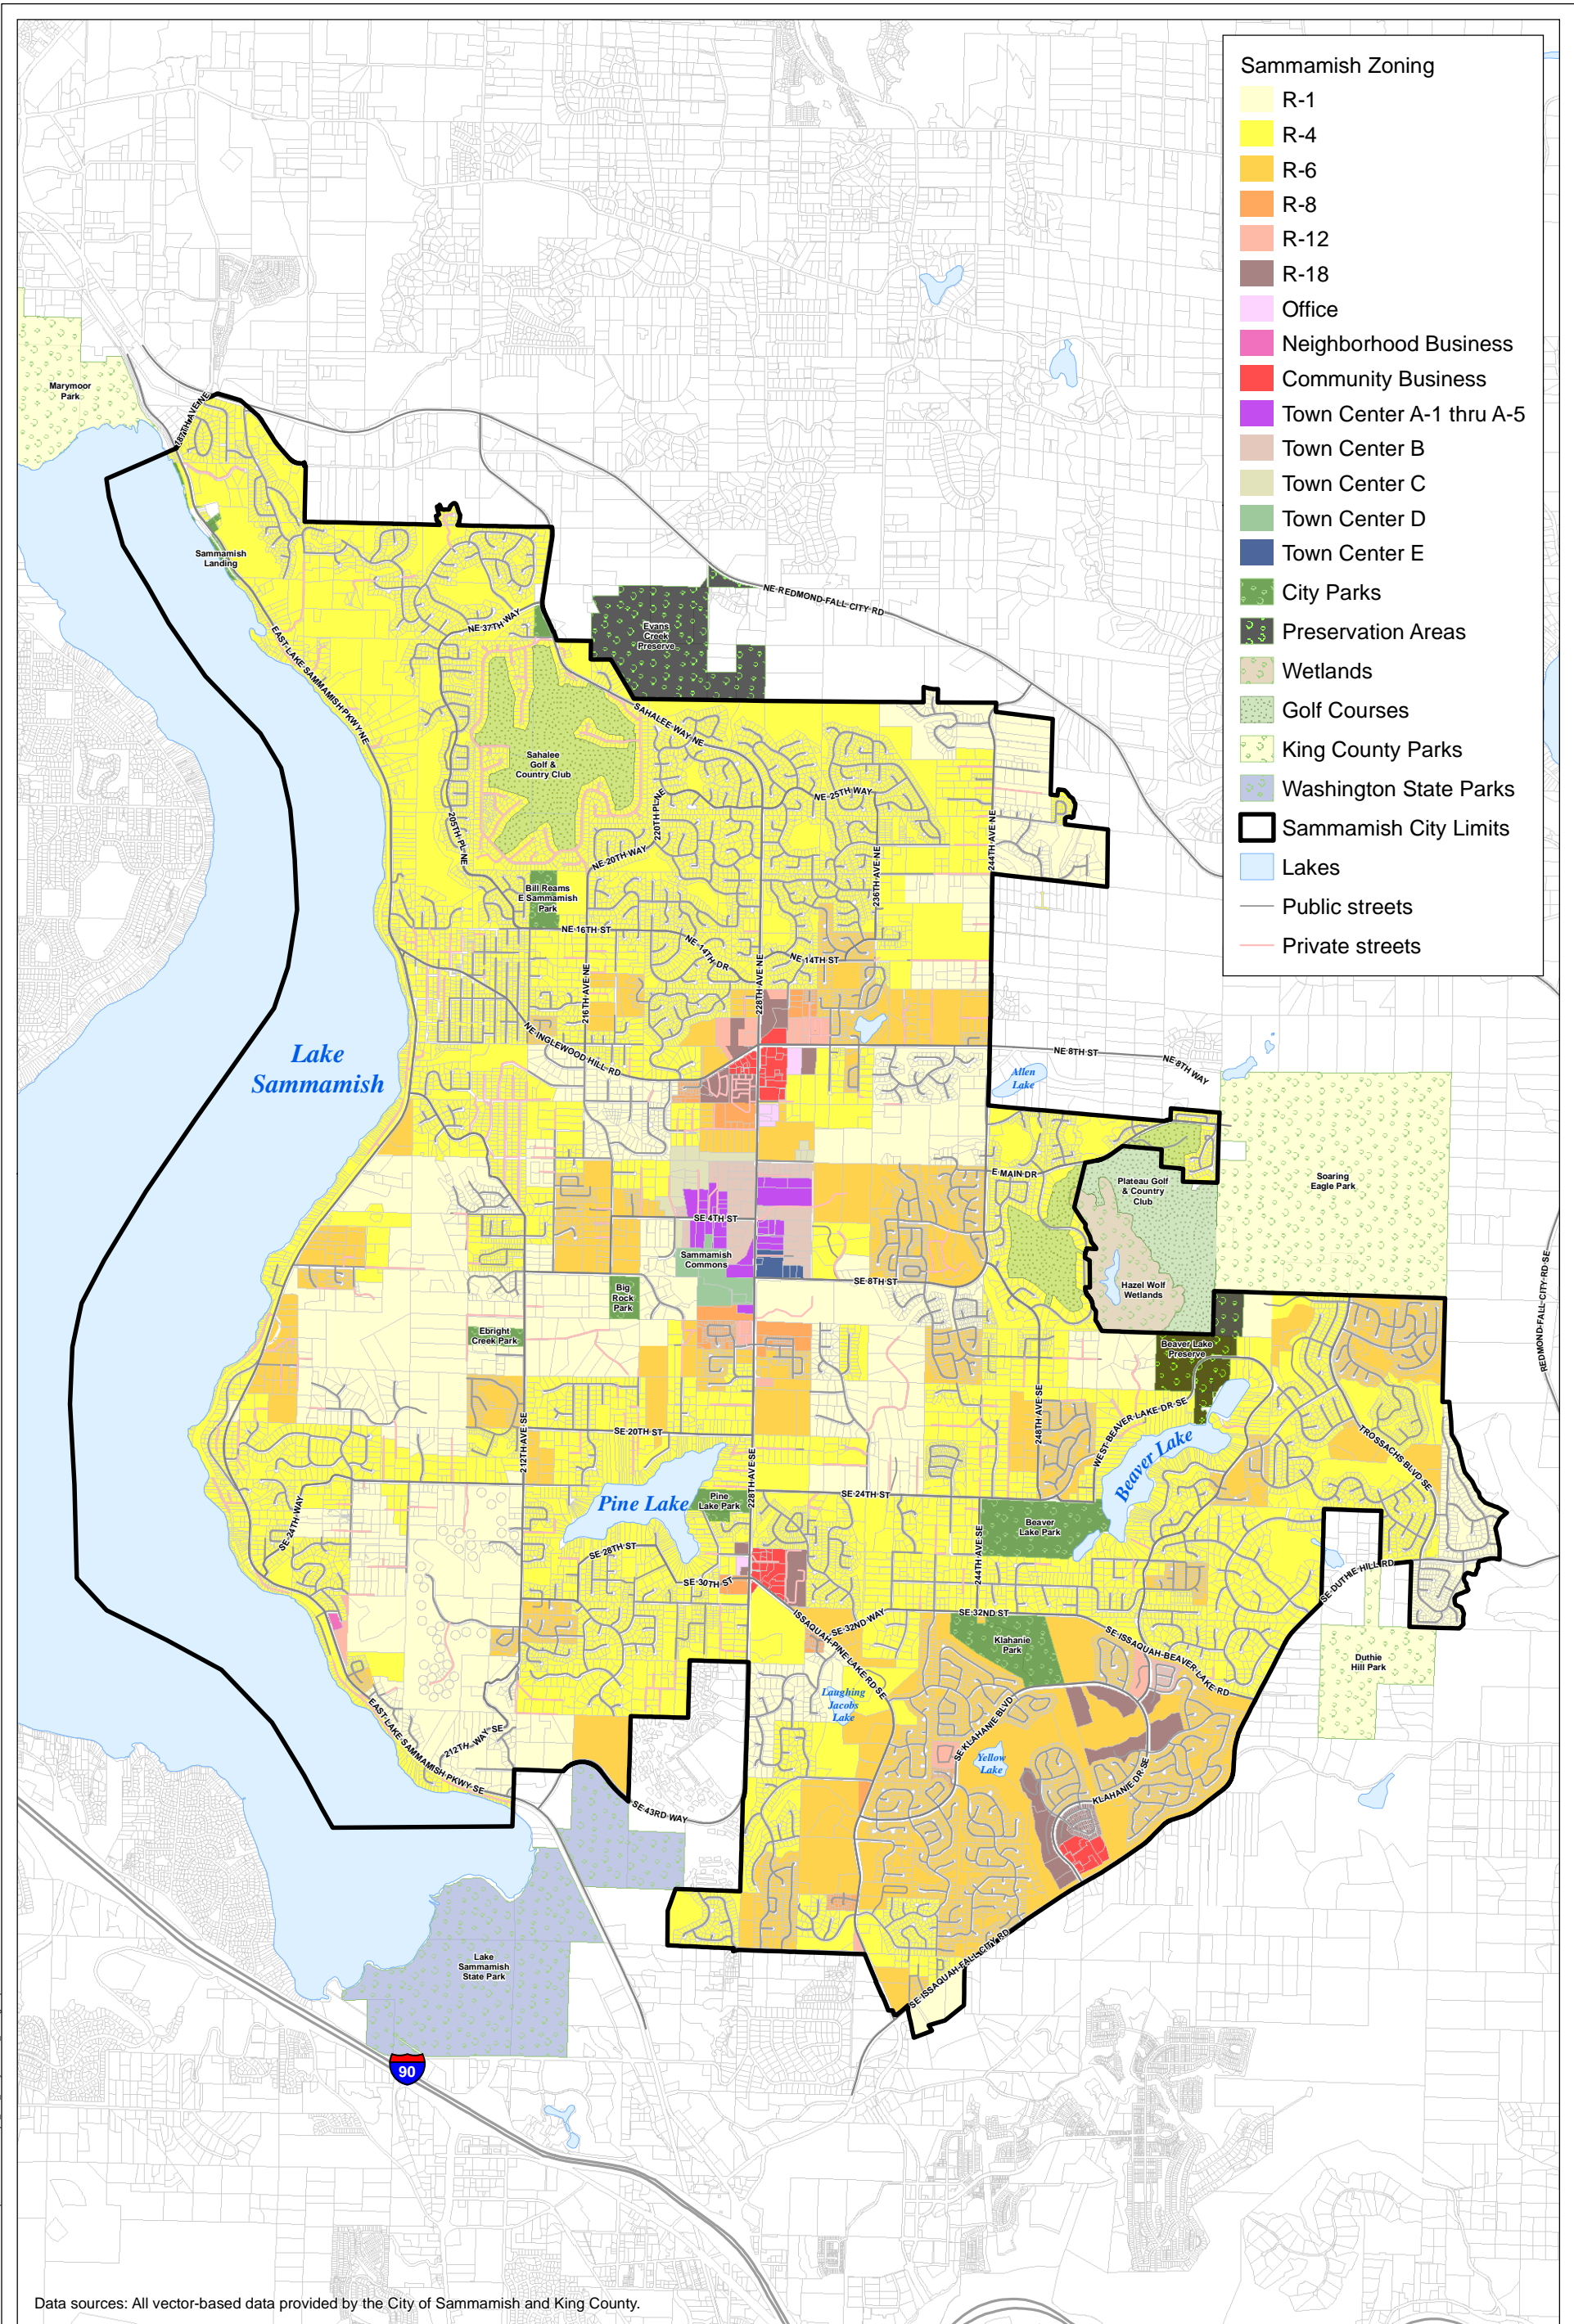 Sammamish Zoning
R-1
R-4
R-6
R-8
R-12
R-18
Office
Neighborhood Business
Community Business
Town Center A-1 thru A-5
Town Center B
Town Center C
Town Center D
Town Center E
City Parks
Preservation Areas
Wetlands
Golf Courses
King County Parks
Washington State Parks
Sammamish City Limits
Lakes
Public streets
Private streets
Marymoor
Park
187TH AVE NE
Sammamish
Landing
EAST LAKE SAMMAMISH PKWY NE
NE 37TH WAY
Evans
Creek
Preserve
NE REDMOND-FALL CITY RD
SAHALEE WAY NE
Sahalee
Golf &
Country Club
205TH PL NE
220TH PL NE
NE 25TH WAY
NE 20TH WAY
236TH AVE NE
244TH AVE NE
Bill Reams
E Sammamish
Park
NE 16TH ST
NE 14TH DR
NE 14TH ST
216TH AVE NE
228TH AVE NE
NE INGLEWOOD HILL RD
NE 8TH ST
NE 8TH WAY
Lake
Sammamish
Allen
Lake
E MAIN DR
Plateau Golf
& Country
Club
Soaring
Eagle Park
SE 4TH ST
Sammamish
Commons
SE 8TH ST
Big
Rock
Park
Hazel Wolf
Wetlands
Ebright
Creek Park
Beaver Lake
Preserve
REDMOND-FALL CITY RD SE
212TH AVE SE
SE 20TH ST
248TH AVE SE
WEST BEAVER LAKE DR SE
Beaver Lake
TROSSACHS BLVD SE
228TH AVE SE
Pine Lake
Pine
Lake Park
SE 24TH ST
SE 24TH WAY
Beaver
Lake Park
244TH AVE SE
SE 28TH ST
SE 30TH ST
SE DUTHIE HILL RD
ISSAQUAH-PINE LAKE RD SE
SE 32ND WAY
SE 32ND ST
Klahanie
Park
SE ISSAQUAH-BEAVER LAKE RD
Duthie
Hill Park
Laughing
Jacobs
Lake
SE KLAHANIE BLVD
Yellow
Lake
KLAHANIE DR SE
EAST LAKE SAMMAMISH PKWY SE
212TH WAY SE
SE 43RD WAY
SE ISSAQUAH-FALL CITY RD
Lake
Sammamish
State Park
90
Data sources: All vector-based data provided by the City of Sammamish and King County.